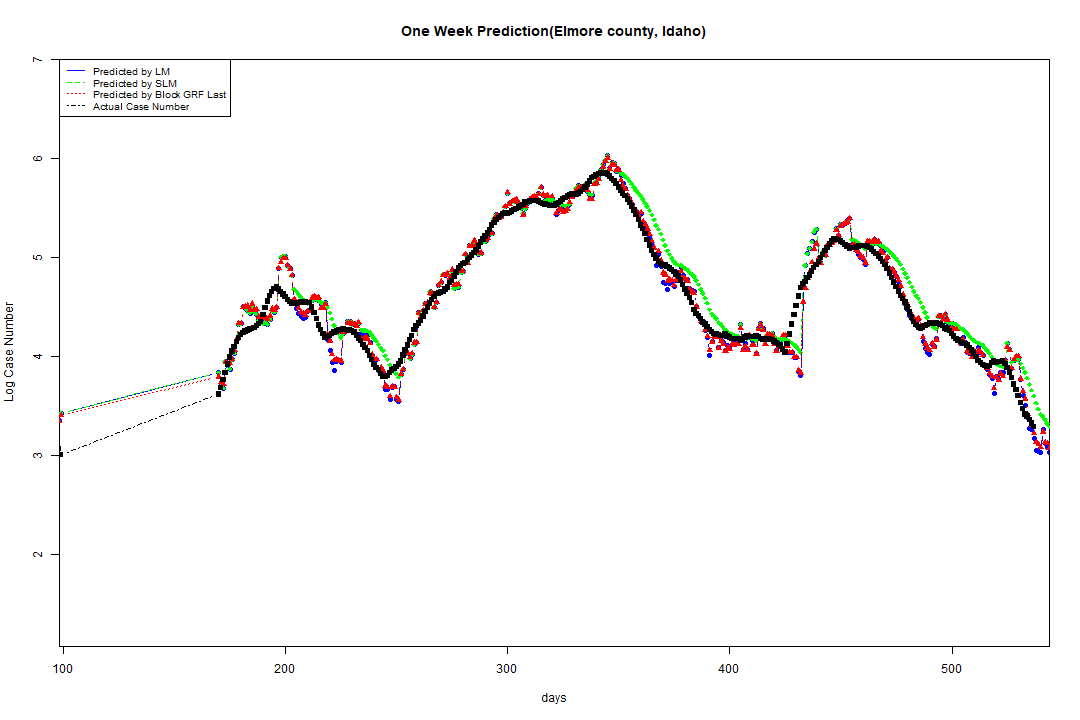 One Week Prediction(Elmore county, Idaho)
Predicted by LM
Predicted by SLM
Predicted by Block GRF Last
Actual Case Number
7
6
5
4
3
2
Log Case Number
100 200 300 400 500
days